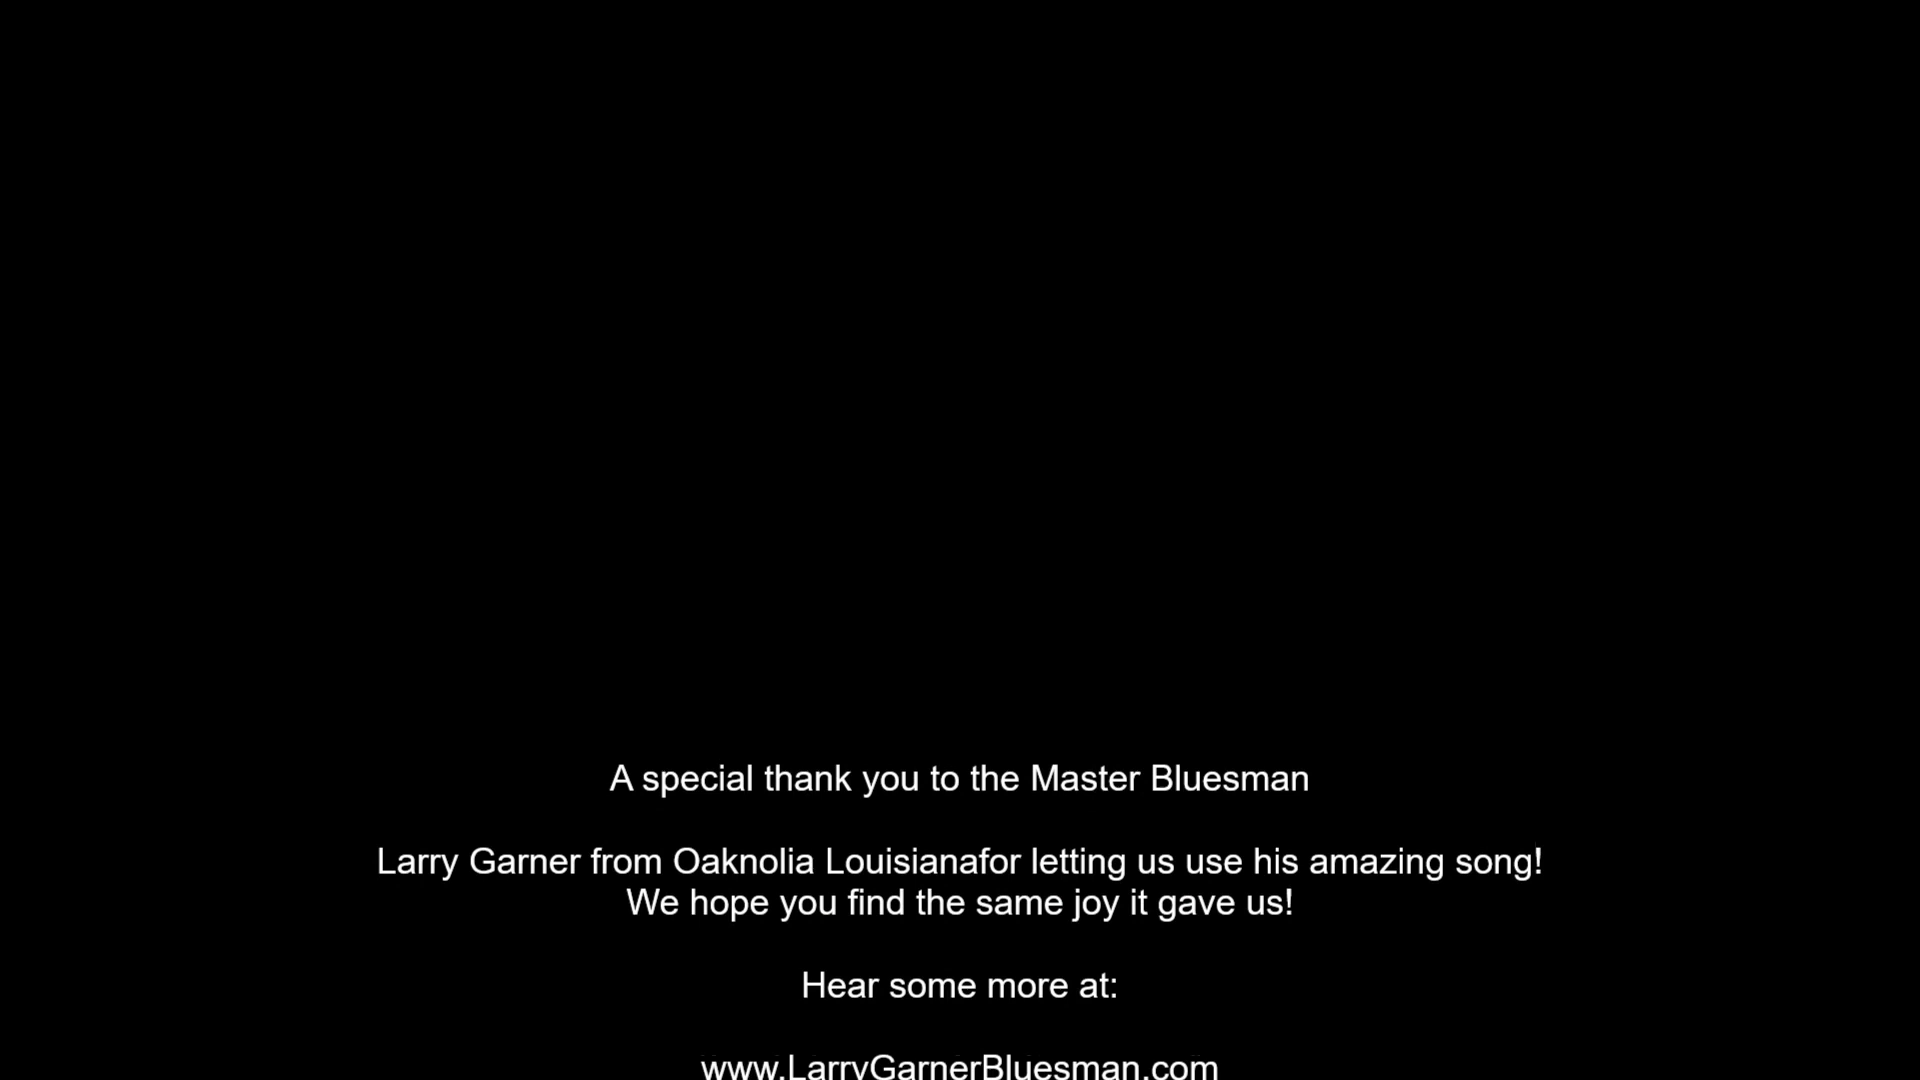 A special thank you to the Master Bluesman
Larry Garner from Oaknolia Louisianafor letting us use his amazing song!
We hope you find the same joy it gave us!
Hear some more at:
www.LarryGarnerBluesman.com